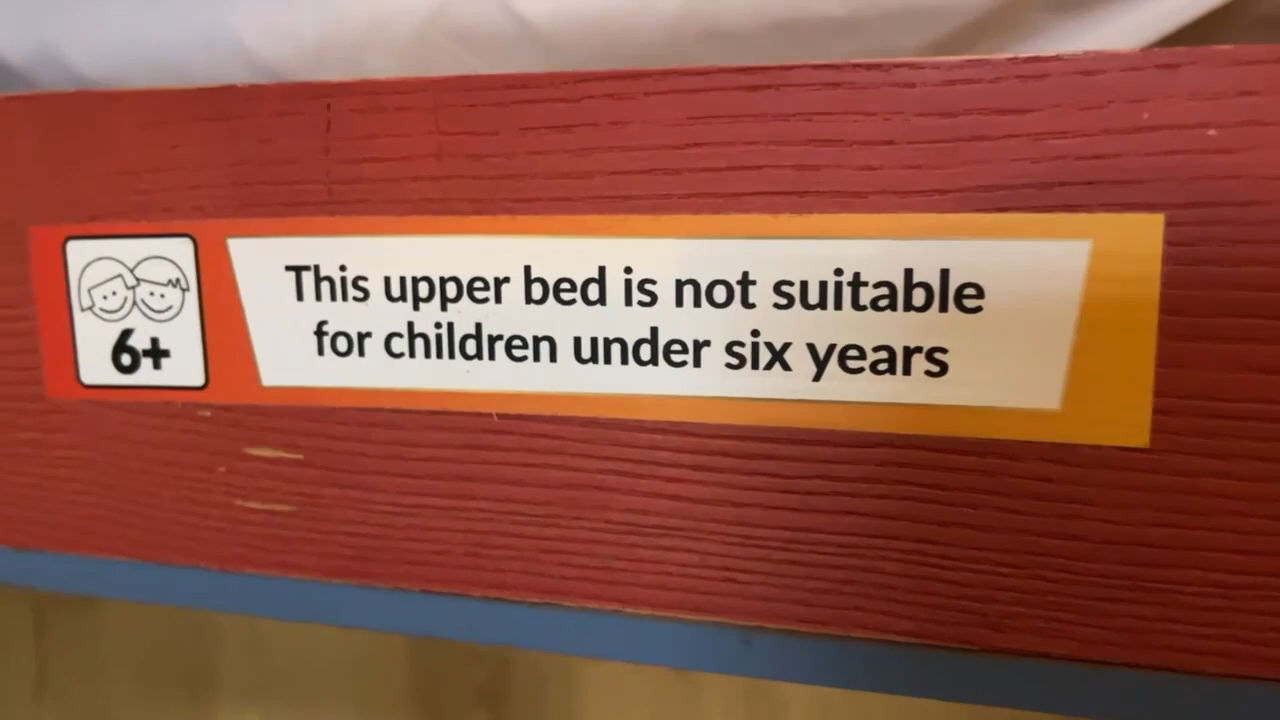 6+
This upper bed is not suitable
for children under six years